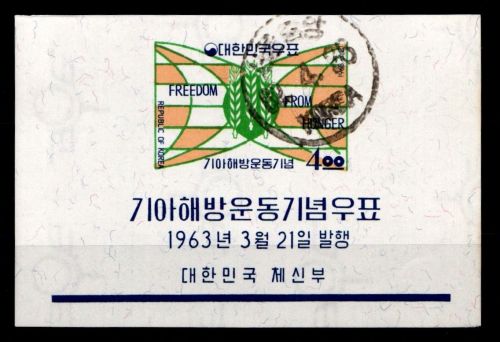 대한민국우표
FREEDOM FROM HUNGER
REPUBLIC OF KOREA
기아해방운동기념
4.00
기아해방운동기념우표
1963년 3월 21일 발행
대한민국 체신부
KOREA